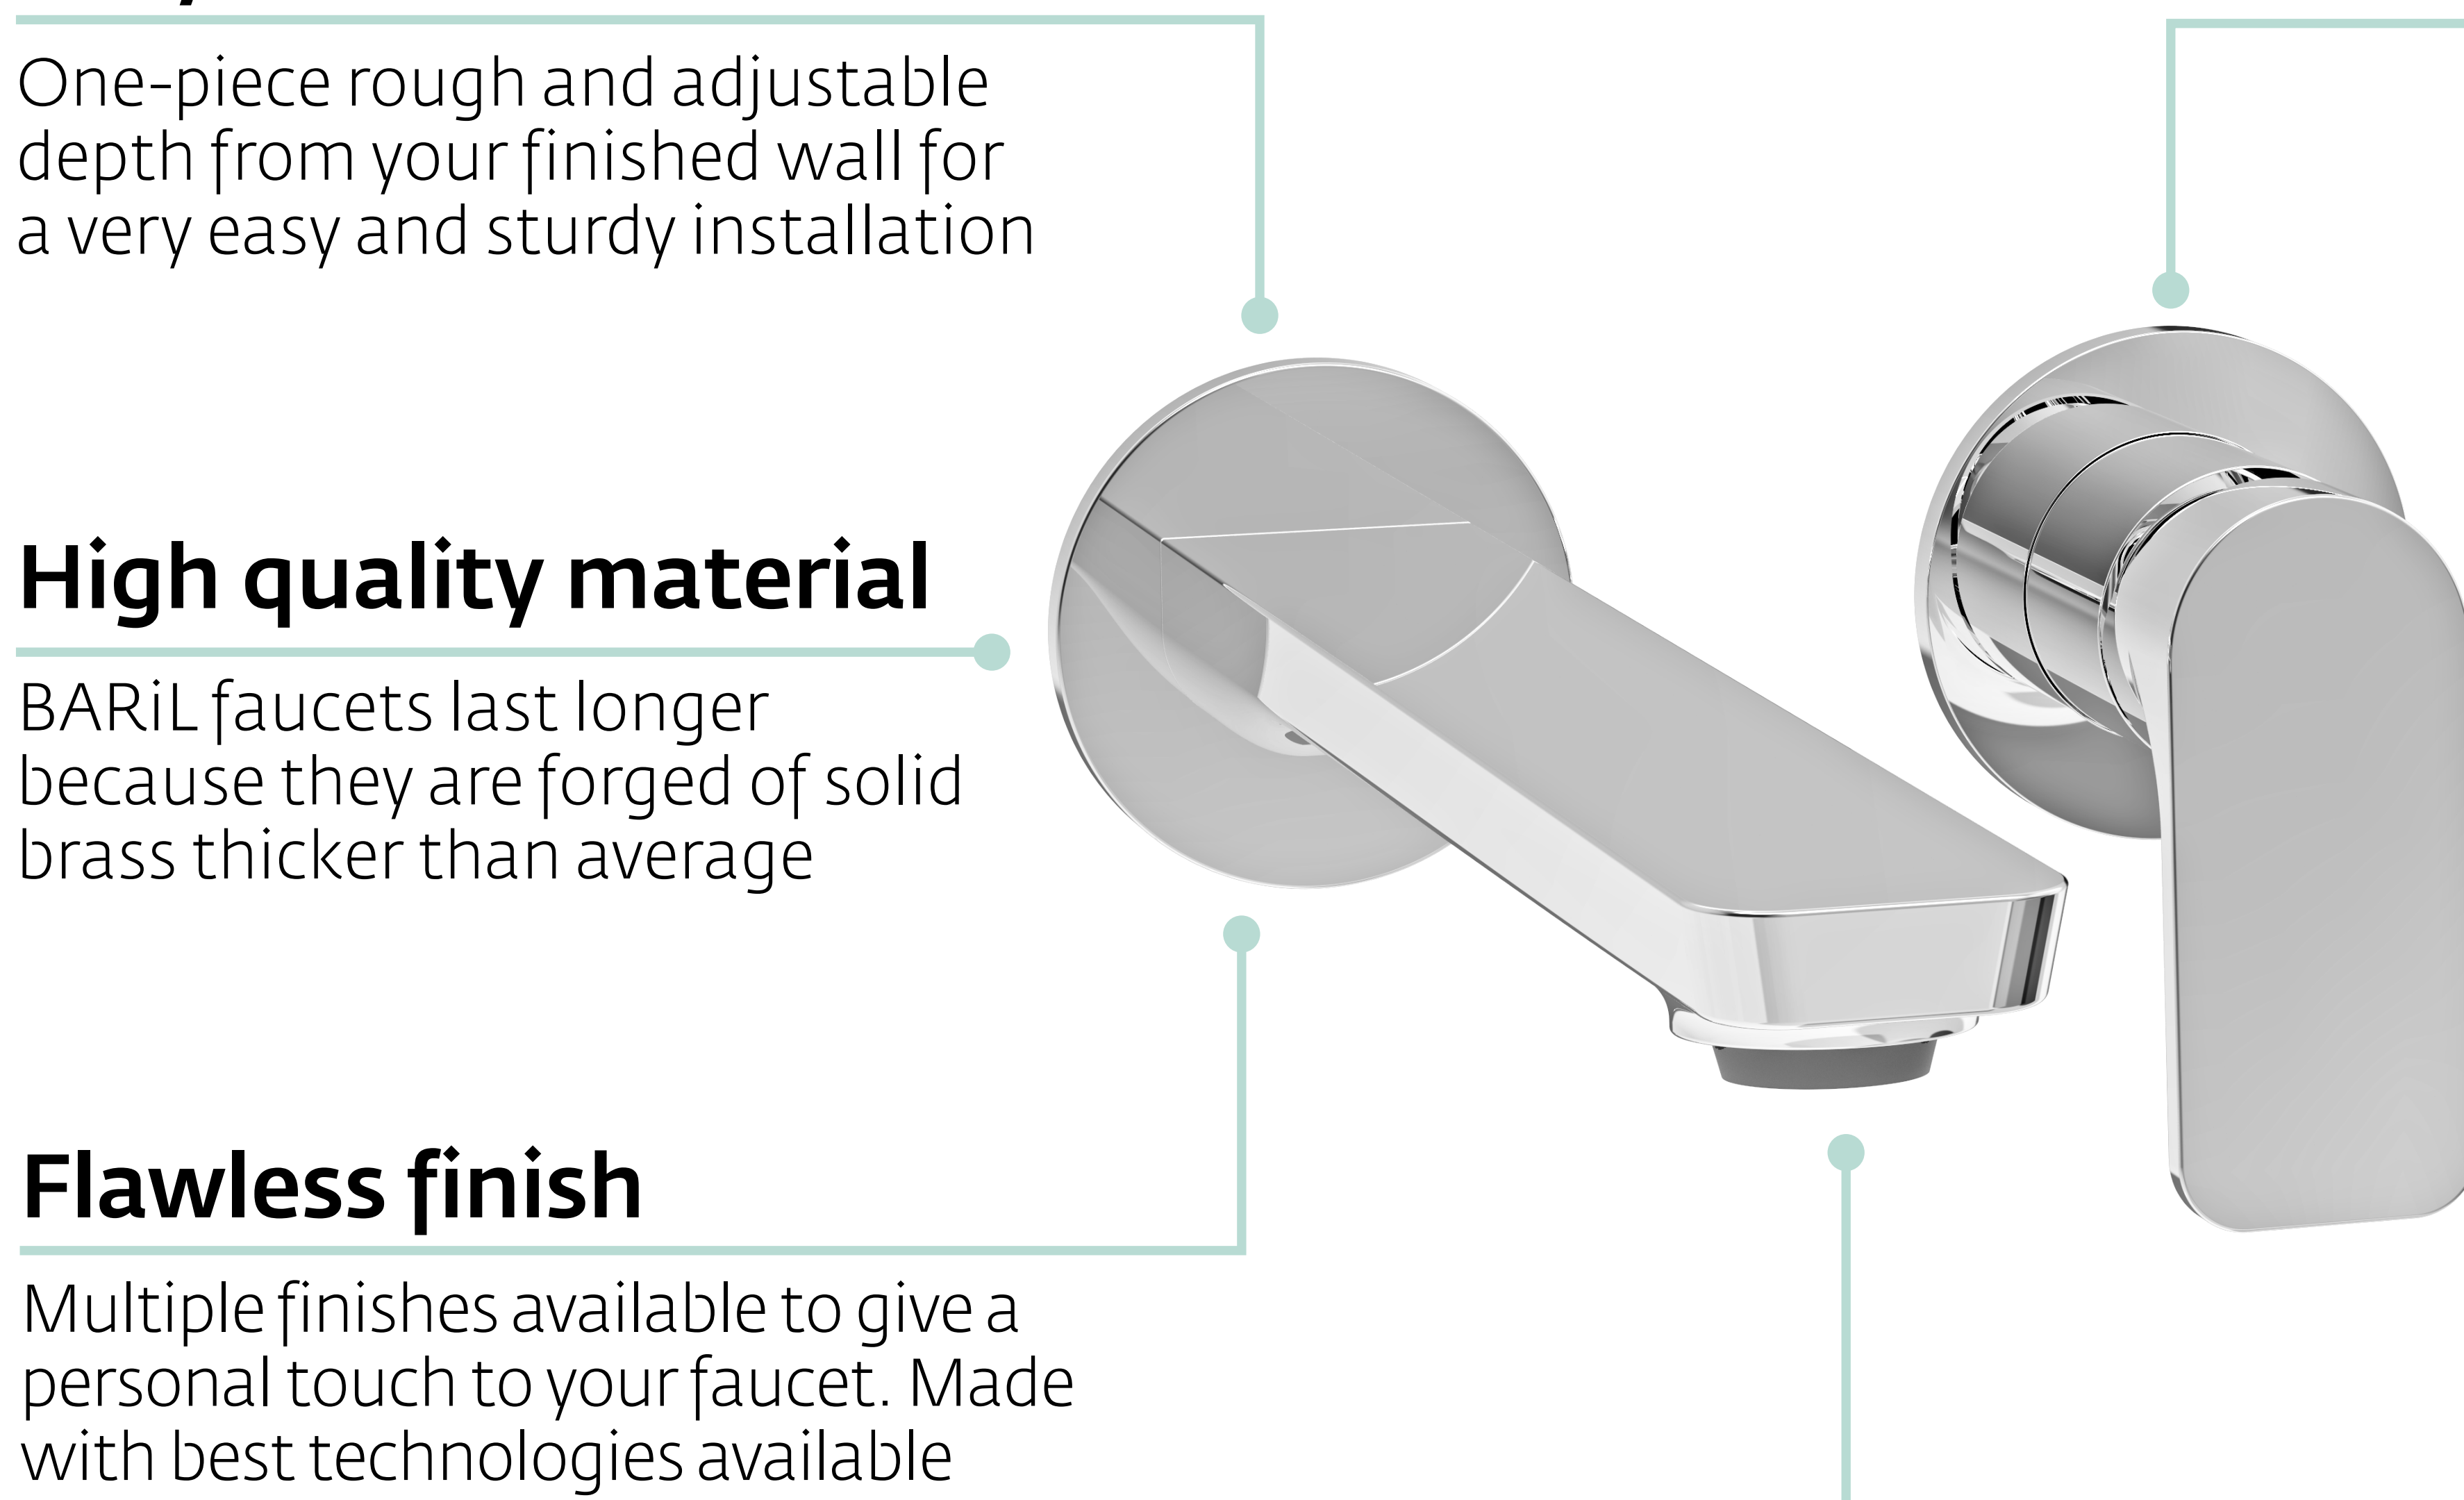 One-piece rough and adjustable
depth from your finished wall for
a very easy and sturdy installation
High quality material
BARiL faucets last longer
because they are forged of solid
brass thicker than average
Flawless finish
Multiple finishes available to give a
personal touch to your faucet. Made
with best technologies available